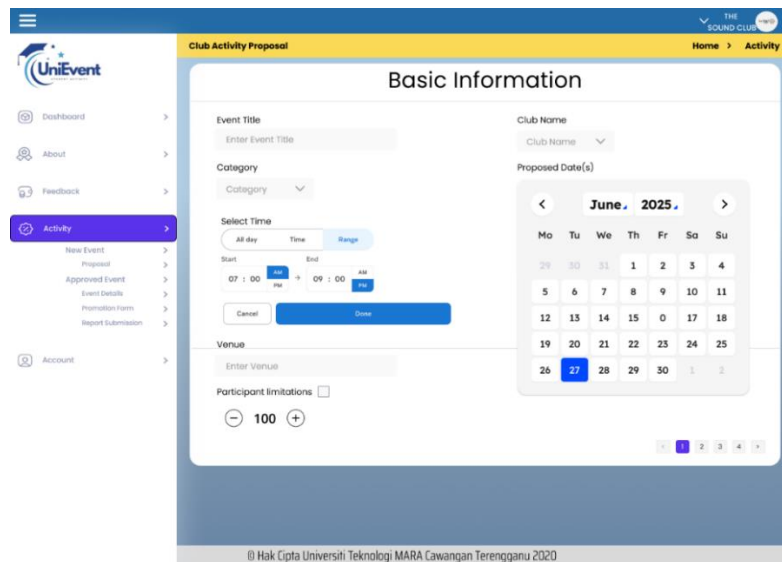 THE
SOUND CLUB
UniEvent
Club Activity Proposal
Home > Activity
Dashboard >
About >
Feedback >
Activity >
New Event >
Proposal >
Approved Event >
Event Details >
Promotion Form >
Report Submission >
Account >
Basic Information
Event Title
Enter Event Title
Category
Category
Select Time
All day Time Range
Start End
07 : 00 AM PM → 09 : 00 AM PM
Cancel Done
Venue
Enter Venue
Participant limitations
− 100 +
Club Name
Club Name
Proposed Date(s)
< June 2025 >
Mo Tu We Th Fr Sa Su
29 30 31 1 2 3 4
5 6 7 8 9 10 11
12 13 14 15 0 17 18
19 20 21 22 23 24 25
26 27 28 29 30 1 2
< 1 2 3 4 >
© Hak Cipta Universiti Teknologi MARA Cawangan Terengganu 2020